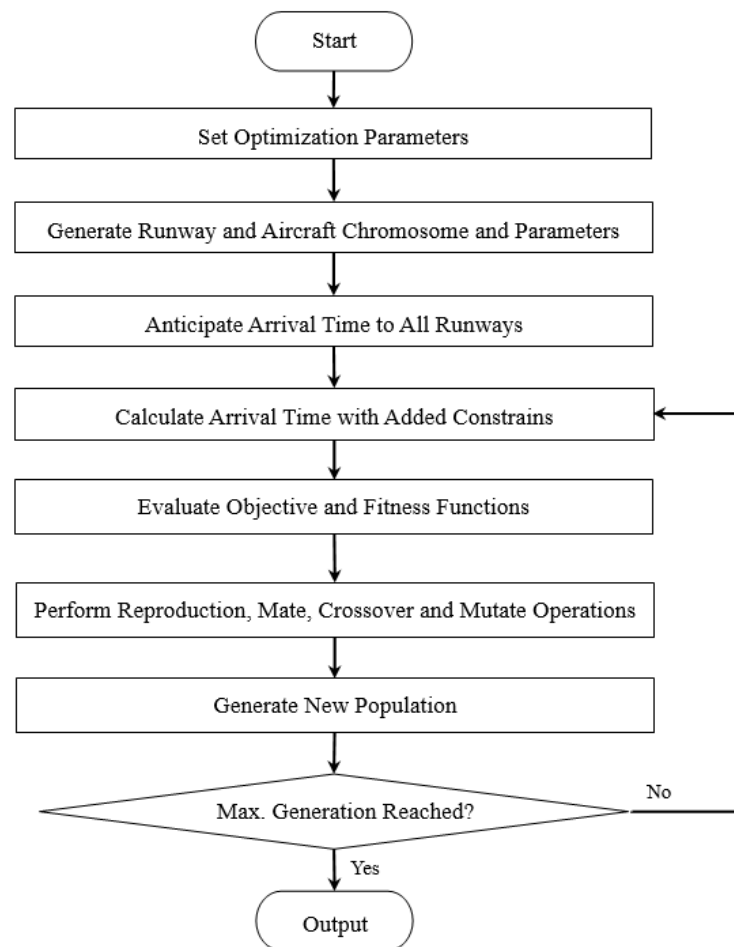 Start
Set Optimization Parameters
Generate Runway and Aircraft Chromosome and Parameters
Anticipate Arrival Time to All Runways
Calculate Arrival Time with Added Constrains
Evaluate Objective and Fitness Functions
Perform Reproduction, Mate, Crossover and Mutate Operations
Generate New Population
Max. Generation Reached?
No
Yes
Output